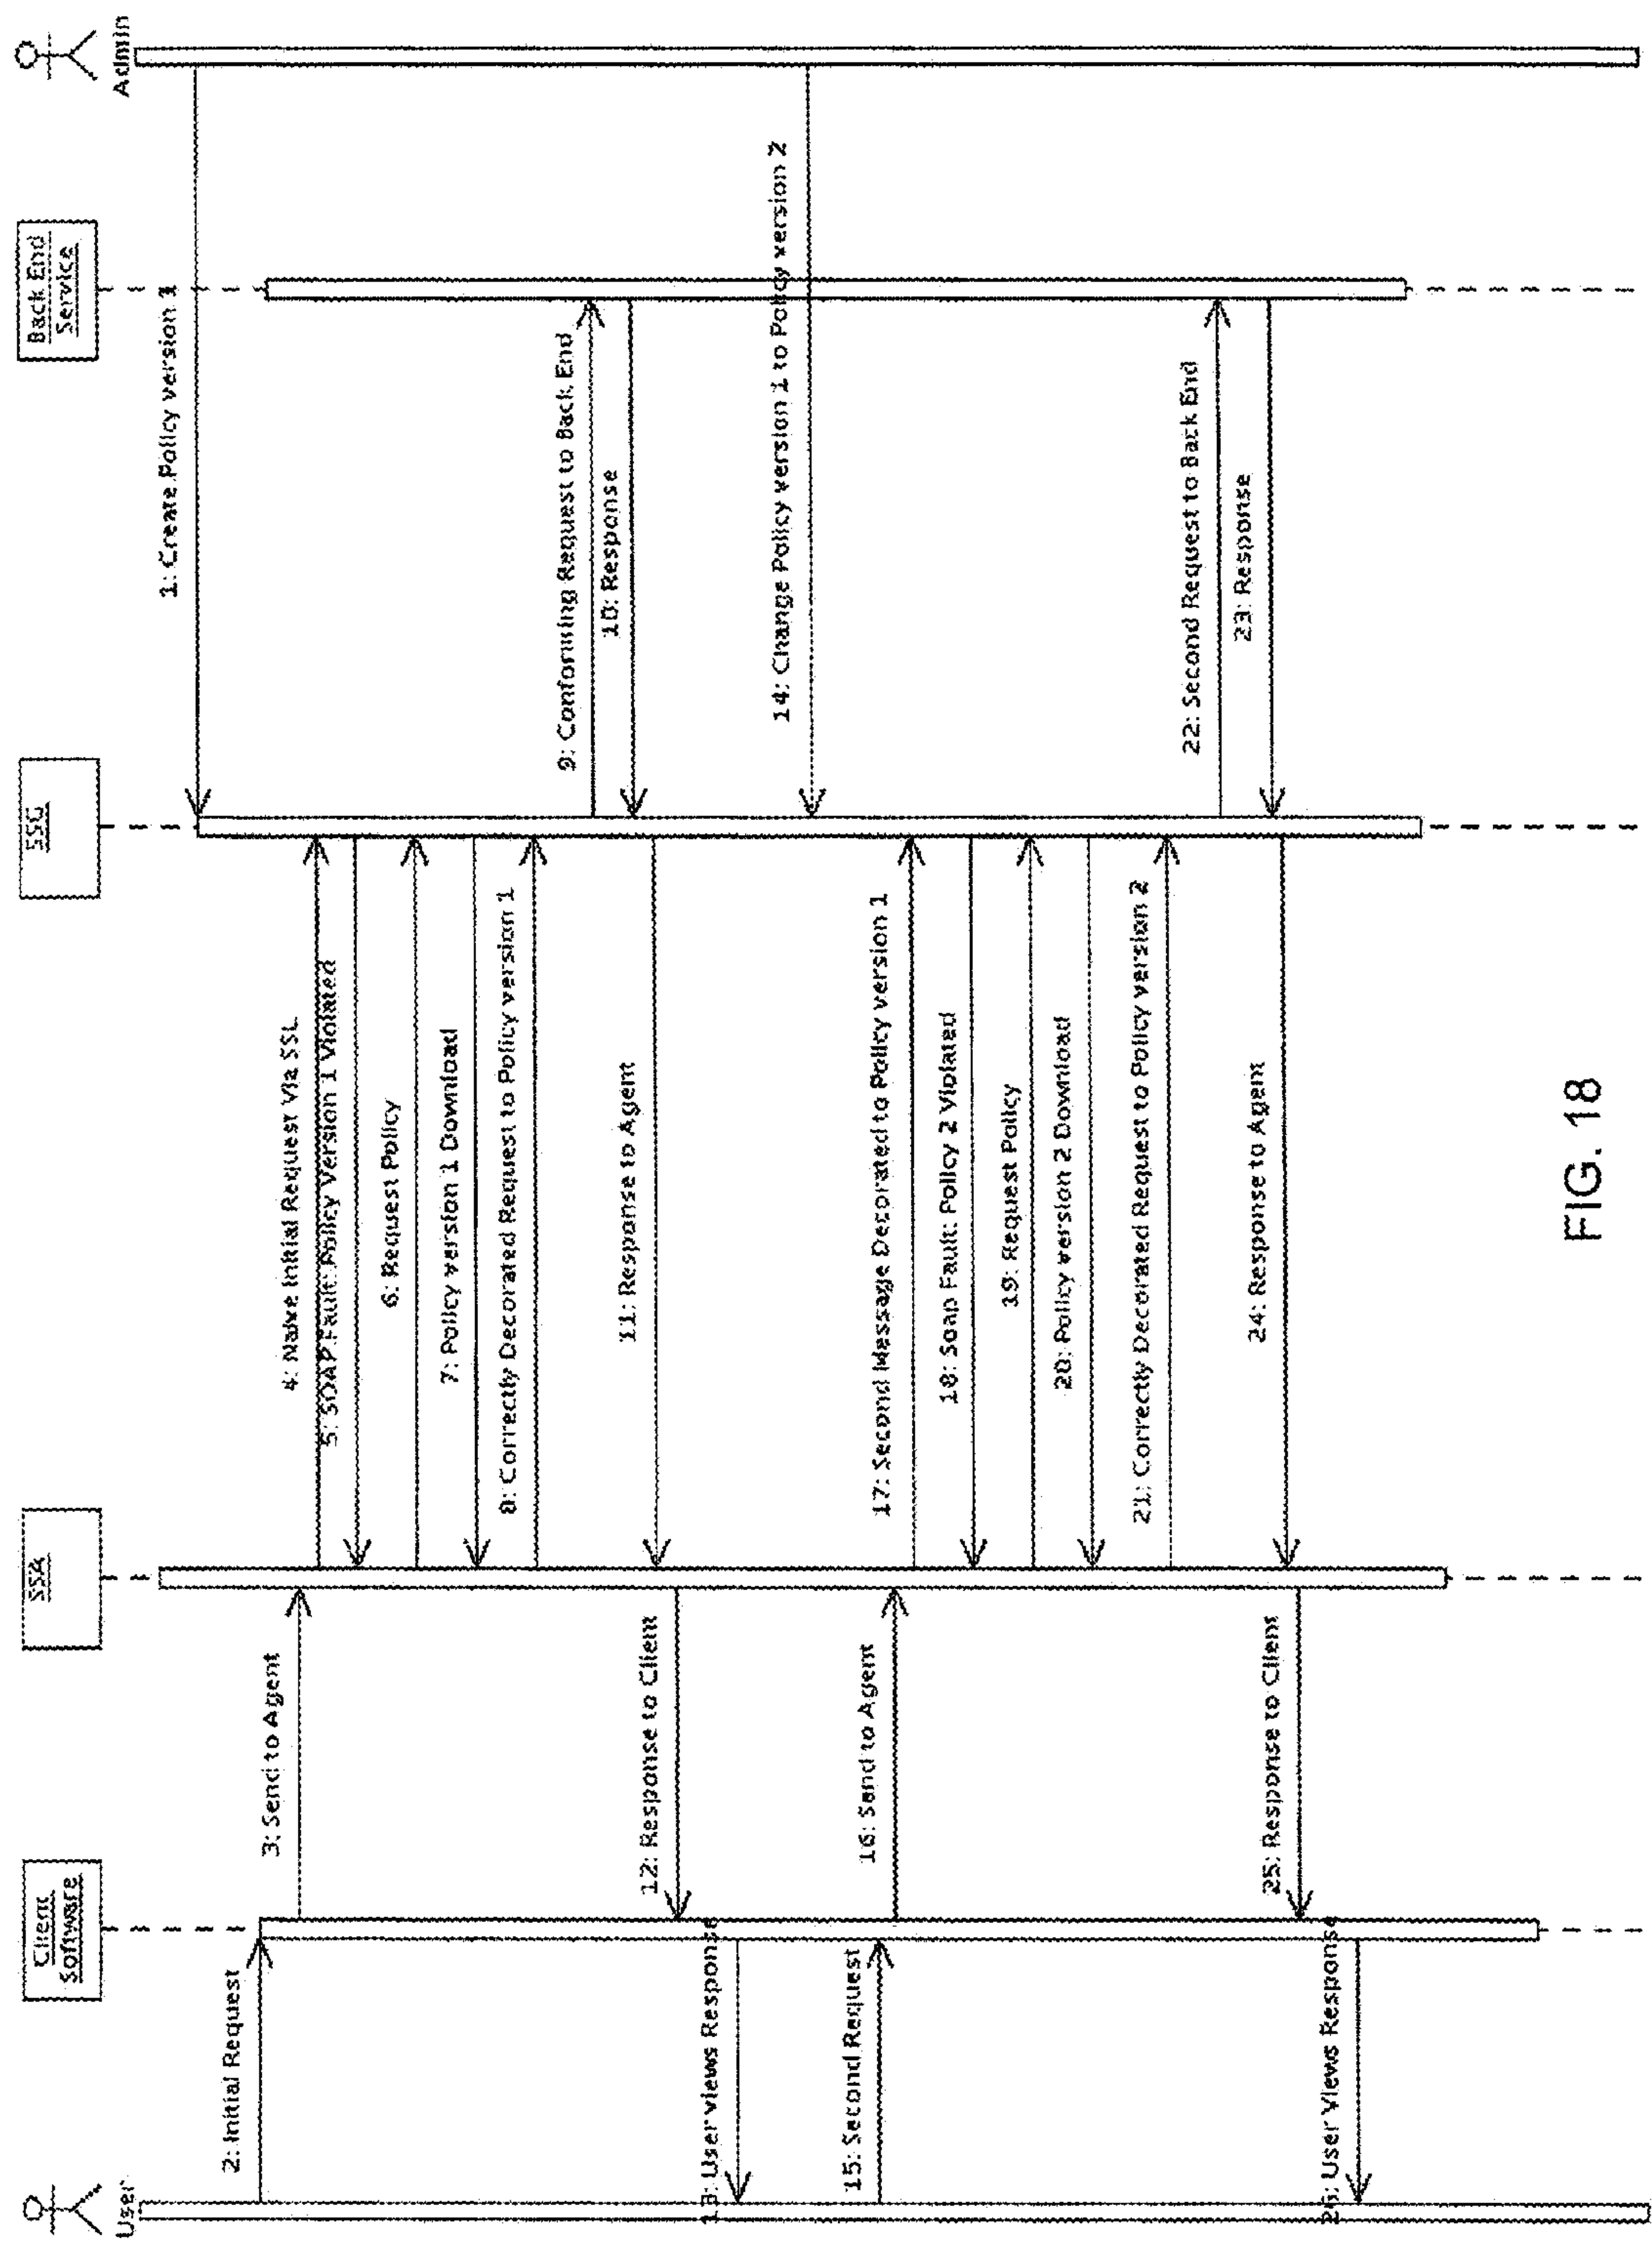 User
Client
Software
SSA
SSG
Back End
Service
Admin
1: Create Policy version 1
2: Initial Request
3: Send to Agent
4: Naive Initial Request Via SSL
5: SOAP Fault: Policy Version 1 Violated
6: Request Policy
7: Policy version 1 Download
8: Correctly Decorated Request to Policy version 1
9: Conforming Request to Back End
10: Response
11: Response to Agent
12: Response to Client
13: User views Response
14: Change Policy version 1 to Policy version 2
15: Second Request
16: Send to Agent
17: Second Message Decorated to Policy version 1
18: Soap Fault: Policy 2 Violated
19: Request Policy
20: Policy version 2 Download
21: Correctly Decorated Request to Policy version 2
22: Second Request to Back End
23: Response
24: Response to Agent
25: Response to Client
26: User Views Response
FIG. 18